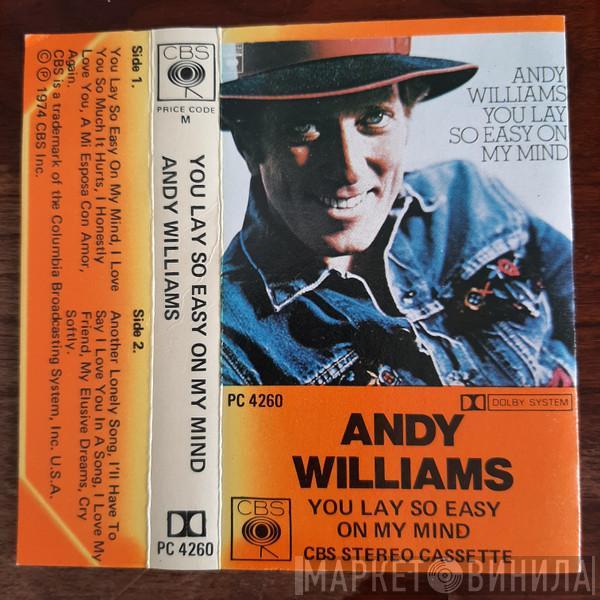 Side 1.
You Lay So Easy On My Mind, I Love
You So Much It Hurts, I Honestly
Love You, A Mi Esposa Con Amor,
Again.
Side 2.
Another Lonely Song, I'll Have To
Say I Love You In A Song, I Love My
Friend, My Elusive Dreams, Cry
Softly.
© ℗ 1974 CBS Inc.
CBS is a trademark of the Columbia Broadcasting System, Inc. U.S.A.
CBS
PRICE CODE
M
YOU LAY SO EASY ON MY MIND
ANDY WILLIAMS
PC 4260
ANDY
WILLIAMS
YOU LAY
SO EASY ON
MY MIND
PC 4260
DOLBY SYSTEM
ANDY
WILLIAMS
CBS
YOU LAY SO EASY
ON MY MIND
CBS STEREO CASSETTE
МАРКЕТ ВИНИЛА